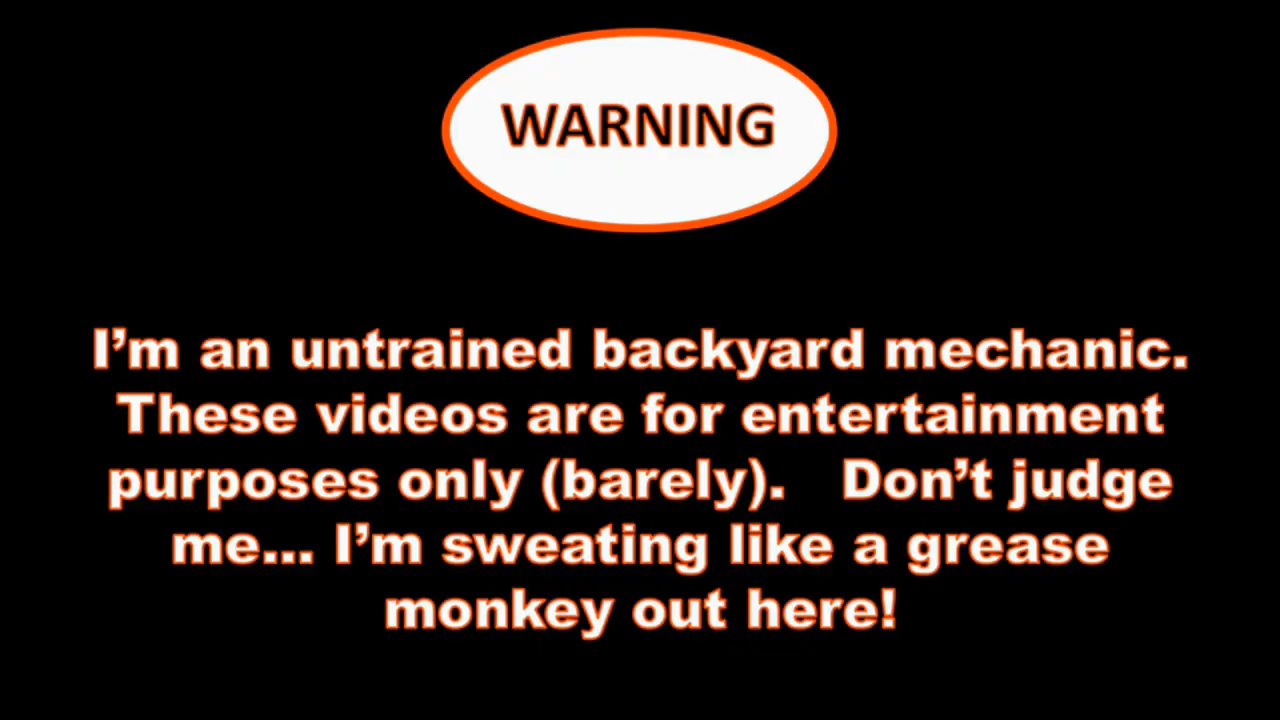 WARNING
I’m an untrained backyard mechanic.
These videos are for entertainment
purposes only (barely).   Don’t judge
me... I’m sweating like a grease
monkey out here!